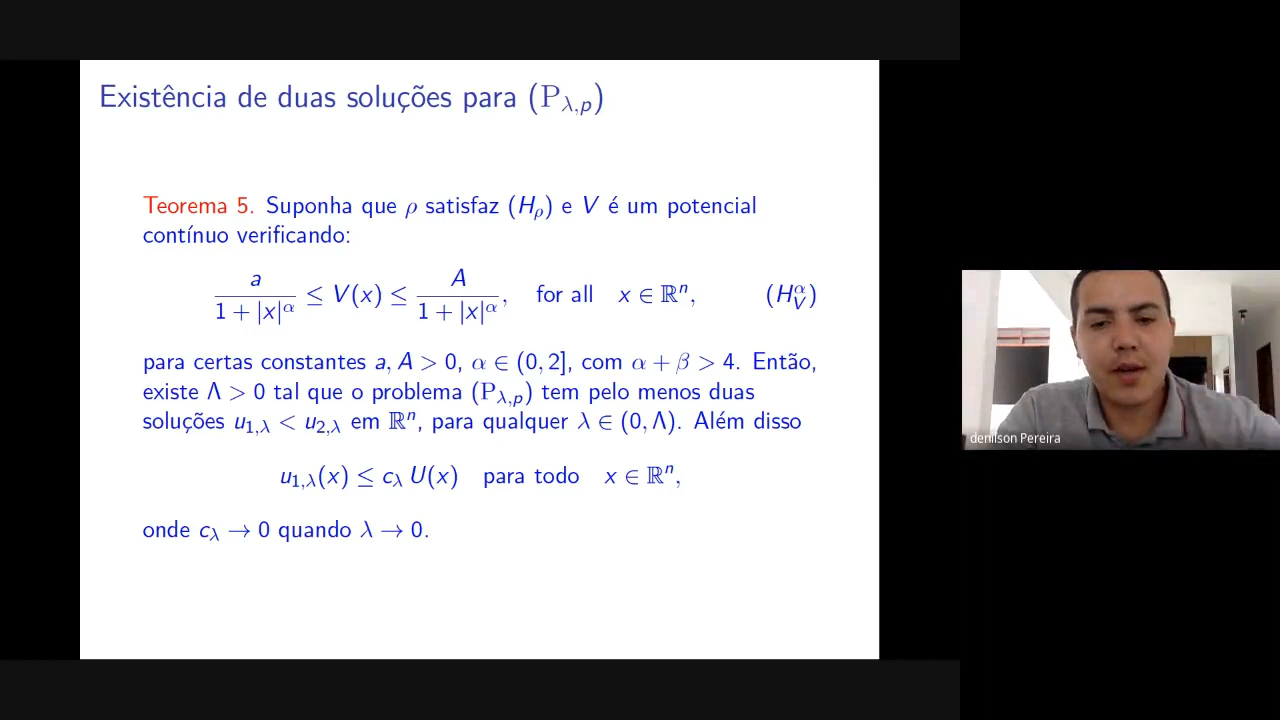 Existência de duas soluções para (P_{λ,p})
Teorema 5. Suponha que ρ satisfaz (H_ρ) e V é um potencial
contínuo verificando:
a/(1 + |x|^α) ≤ V(x) ≤ A/(1 + |x|^α), for all x ∈ ℝ^n, (H_V^α)
para certas constantes a, A > 0, α ∈ (0, 2], com α + β > 4. Então,
existe Λ > 0 tal que o problema (P_{λ,p}) tem pelo menos duas
soluções u_{1,λ} < u_{2,λ} em ℝ^n, para qualquer λ ∈ (0, Λ). Além disso
u_{1,λ}(x) ≤ c_λ U(x) para todo x ∈ ℝ^n,
onde c_λ → 0 quando λ → 0.
denilson Pereira